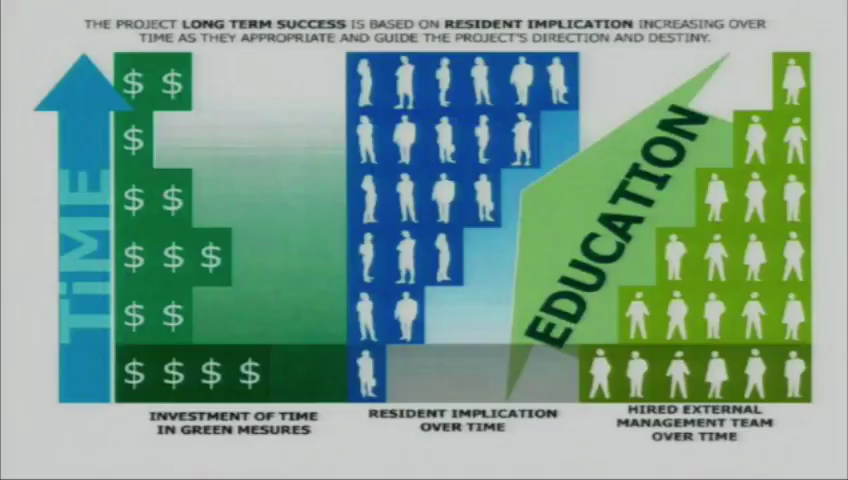 THE PROJECT LONG TERM SUCCESS IS BASED ON RESIDENT IMPLICATION INCREASING OVER
TIME AS THEY APPROPRIATE AND GUIDE THE PROJECT'S DIRECTION AND DESTINY.
TiME
$ $
$
$ $
$ $ $
$ $
$ $ $ $
EDUCATION
INVESTMENT OF TIME
IN GREEN MESURES
RESIDENT IMPLICATION
OVER TIME
HIRED EXTERNAL
MANAGEMENT TEAM
OVER TIME